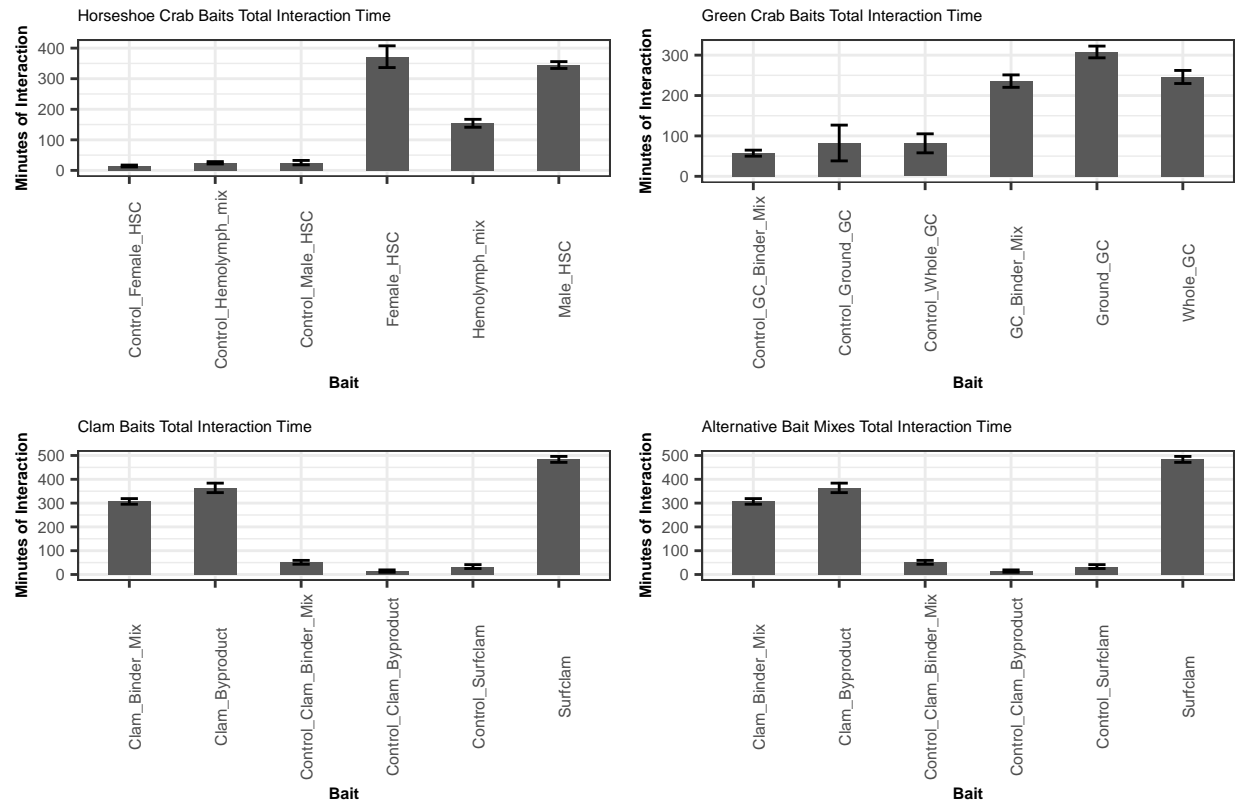 Horseshoe Crab Baits Total Interaction Time
Minutes of Interaction
400
300
200
100
0
Control_Female_HSC
Control_Hemolymph_mix
Control_Male_HSC
Female_HSC
Hemolymph_mix
Male_HSC
Bait
Green Crab Baits Total Interaction Time
Minutes of Interaction
300
200
100
0
Control_GC_Binder_Mix
Control_Ground_GC
Control_Whole_GC
GC_Binder_Mix
Ground_GC
Whole_GC
Bait
Clam Baits Total Interaction Time
Minutes of Interaction
500
400
300
200
100
0
Clam_Binder_Mix
Clam_Byproduct
Control_Clam_Binder_Mix
Control_Clam_Byproduct
Control_Surfclam
Surfclam
Bait
Alternative Bait Mixes Total Interaction Time
Minutes of Interaction
500
400
300
200
100
0
Clam_Binder_Mix
Clam_Byproduct
Control_Clam_Binder_Mix
Control_Clam_Byproduct
Control_Surfclam
Surfclam
Bait